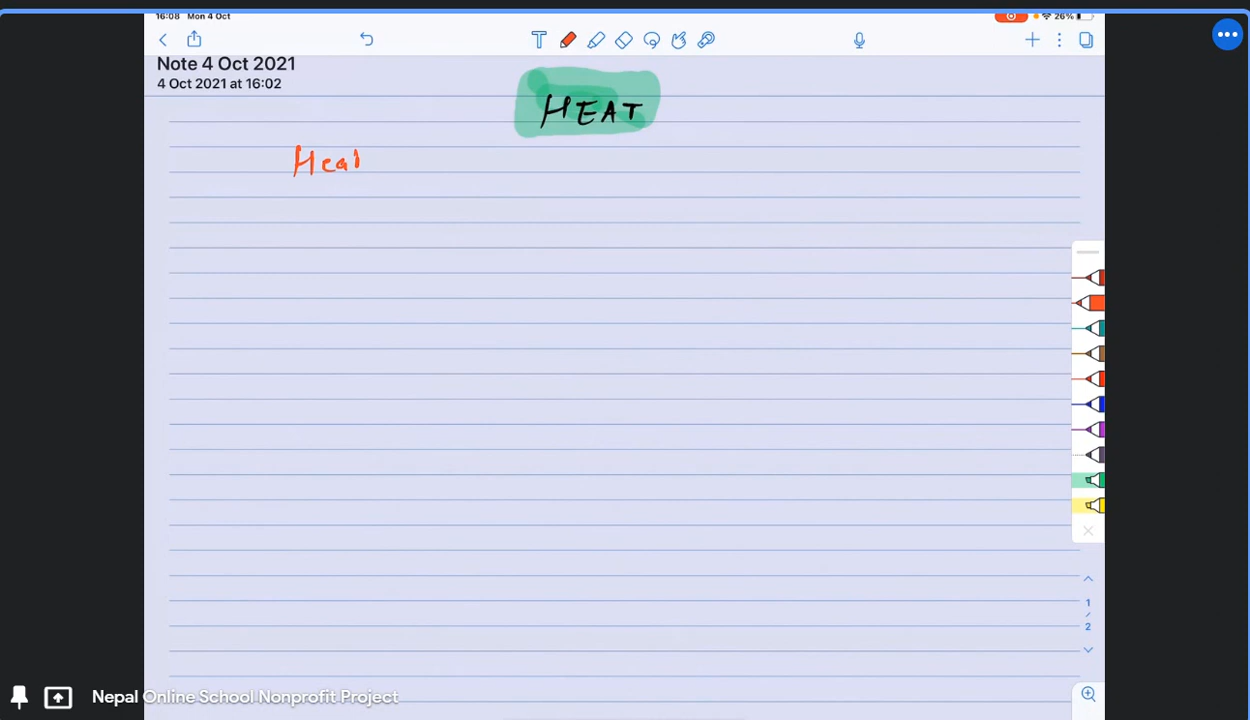 16:08 Mon 4 Oct
26%
Note 4 Oct 2021
4 Oct 2021 at 16:02
HEAT
Heat
1
/
2
Nepal Online School Nonprofit Project